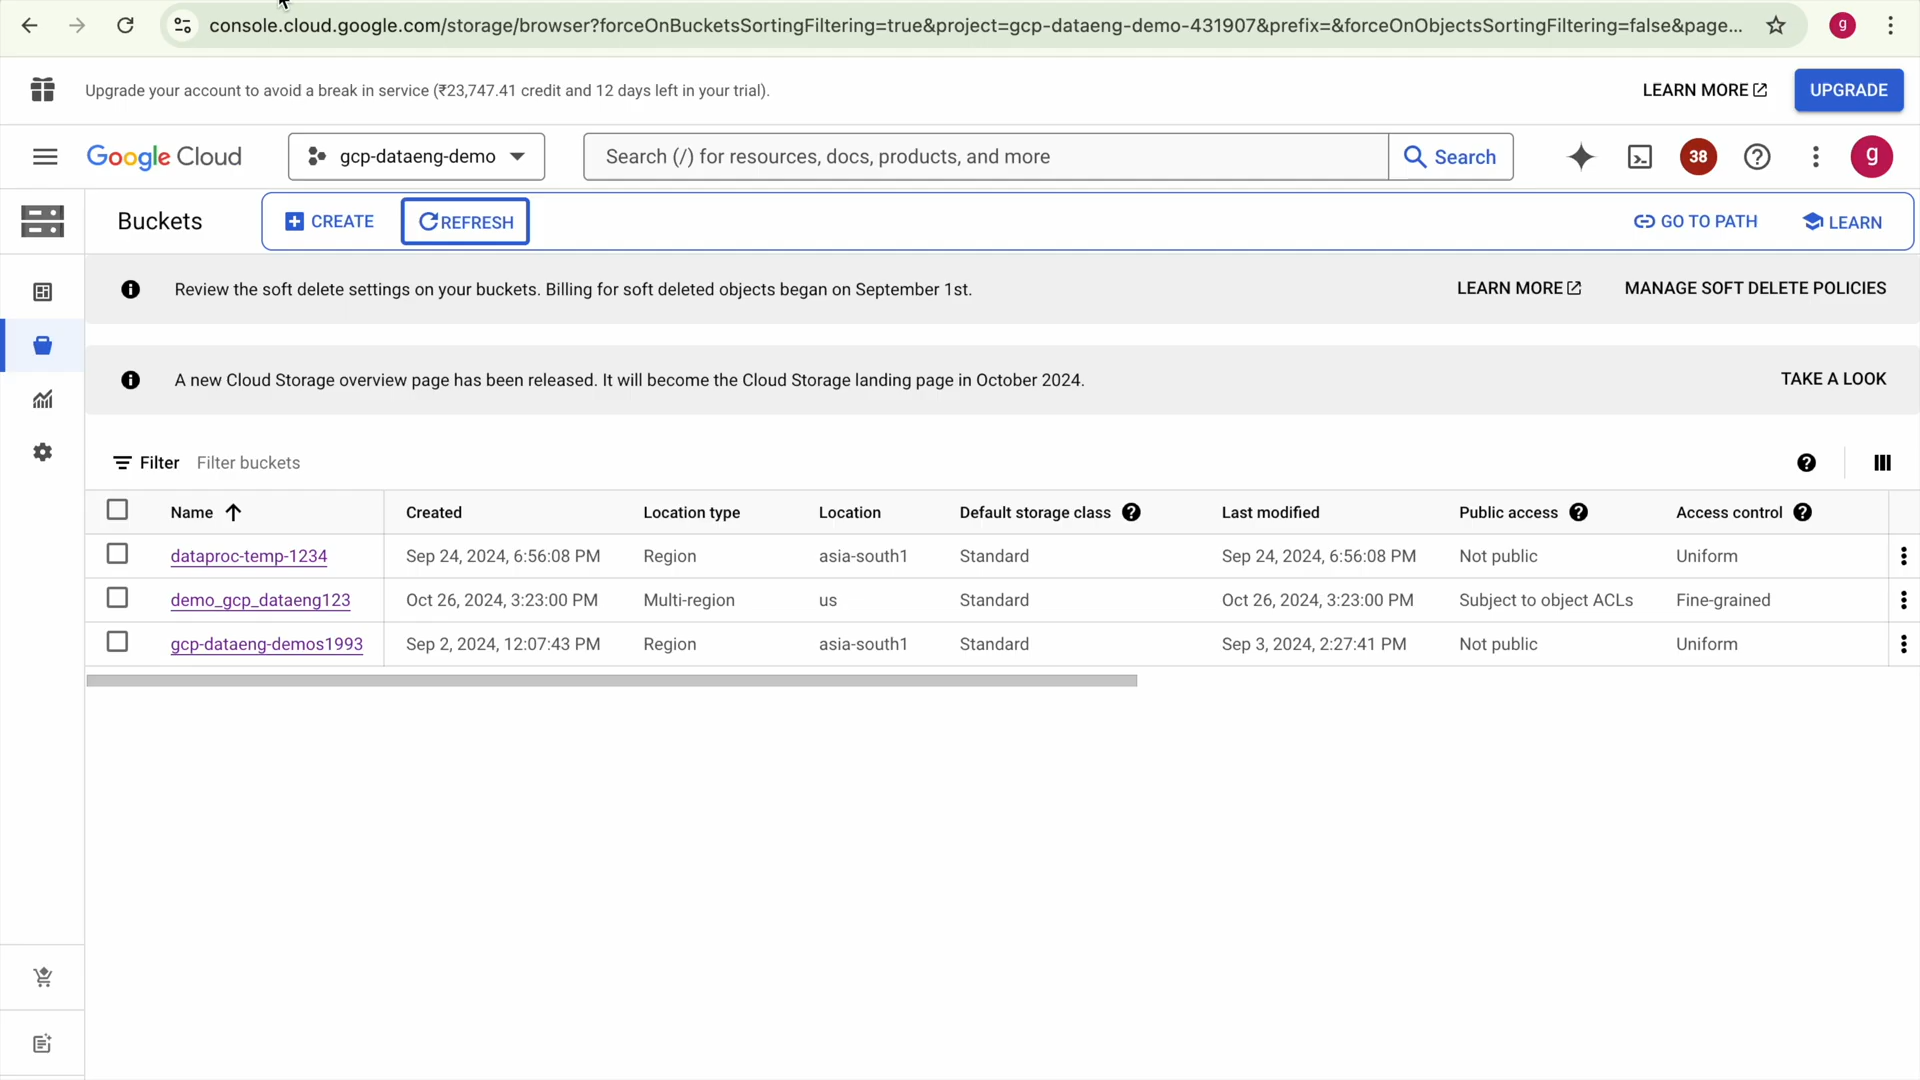 console.cloud.google.com/storage/browser?forceOnBucketsSortingFiltering=true&project=gcp-dataeng-demo-431907&prefix=&forceOnObjectsSortingFiltering=false&page...
g
Upgrade your account to avoid a break in service (₹23,747.41 credit and 12 days left in your trial).
LEARN MORE
UPGRADE
Google Cloud
gcp-dataeng-demo
Search (/) for resources, docs, products, and more
Search
38
g
Buckets
CREATE
REFRESH
GO TO PATH
LEARN
Review the soft delete settings on your buckets. Billing for soft deleted objects began on September 1st.
LEARN MORE
MANAGE SOFT DELETE POLICIES
A new Cloud Storage overview page has been released. It will become the Cloud Storage landing page in October 2024.
TAKE A LOOK
Filter Filter buckets
Name Created Location type Location Default storage class Last modified Public access Access control
dataproc-temp-1234 Sep 24, 2024, 6:56:08 PM Region asia-south1 Standard Sep 24, 2024, 6:56:08 PM Not public Uniform
demo_gcp_dataeng123 Oct 26, 2024, 3:23:00 PM Multi-region us Standard Oct 26, 2024, 3:23:00 PM Subject to object ACLs Fine-grained
gcp-dataeng-demos1993 Sep 2, 2024, 12:07:43 PM Region asia-south1 Standard Sep 3, 2024, 2:27:41 PM Not public Uniform